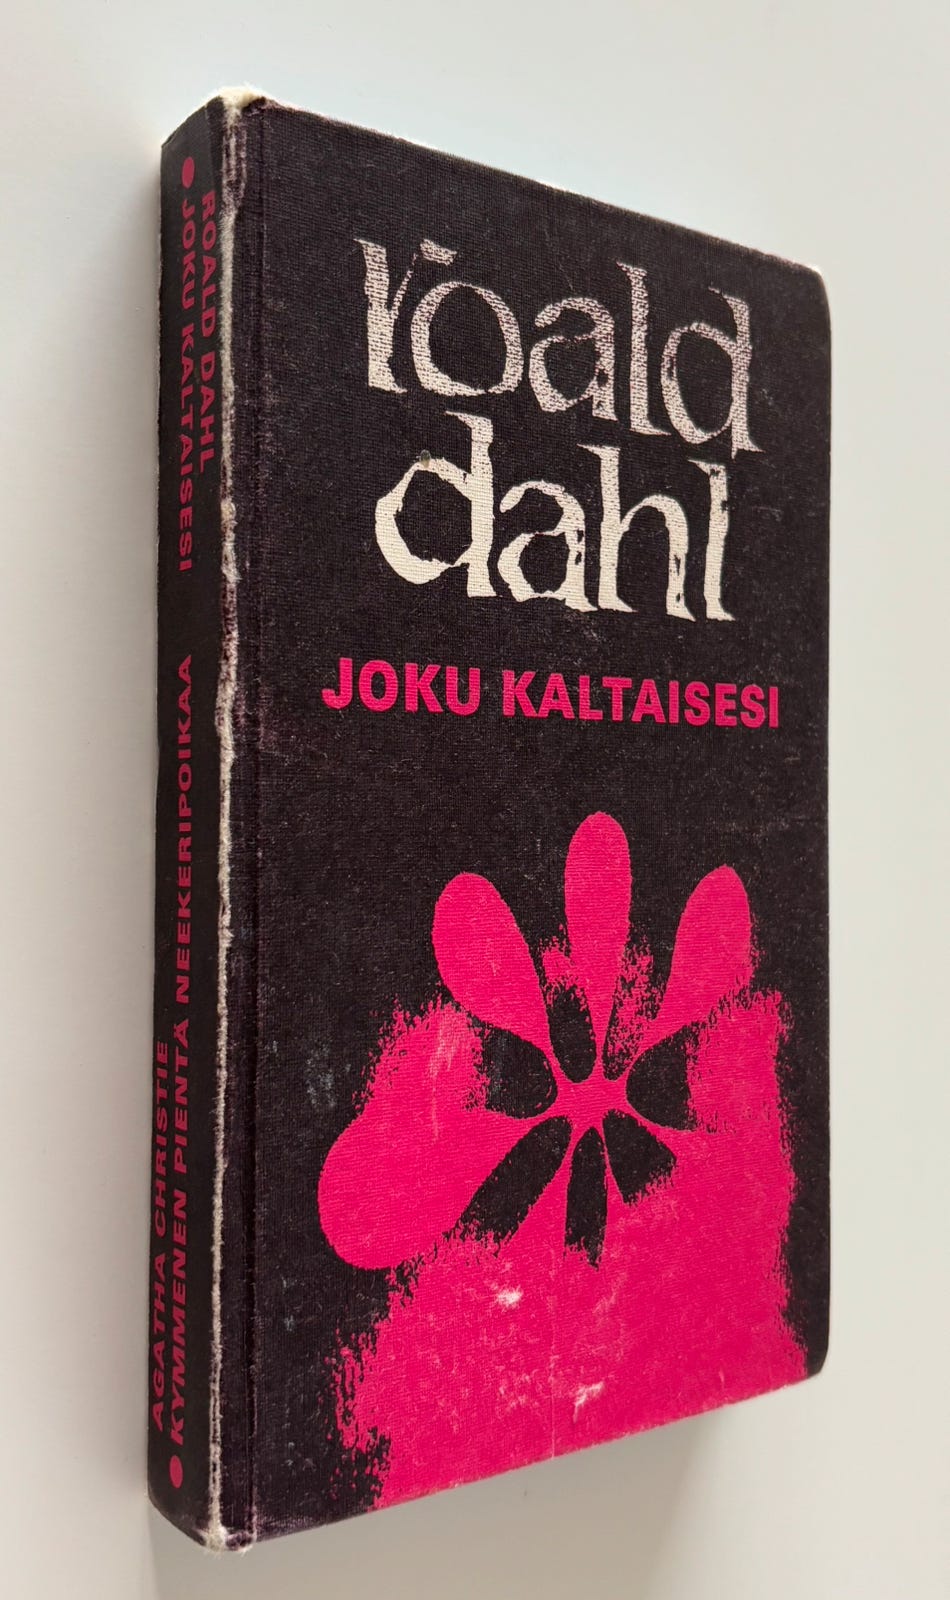 roald
dahl
JOKU KALTAISESI
ROALD DAHL
● JOKU KALTAISESI
AGATHA CHRISTIE
● KYMMENEN PIENTÄ NEEKERIPOIKAA